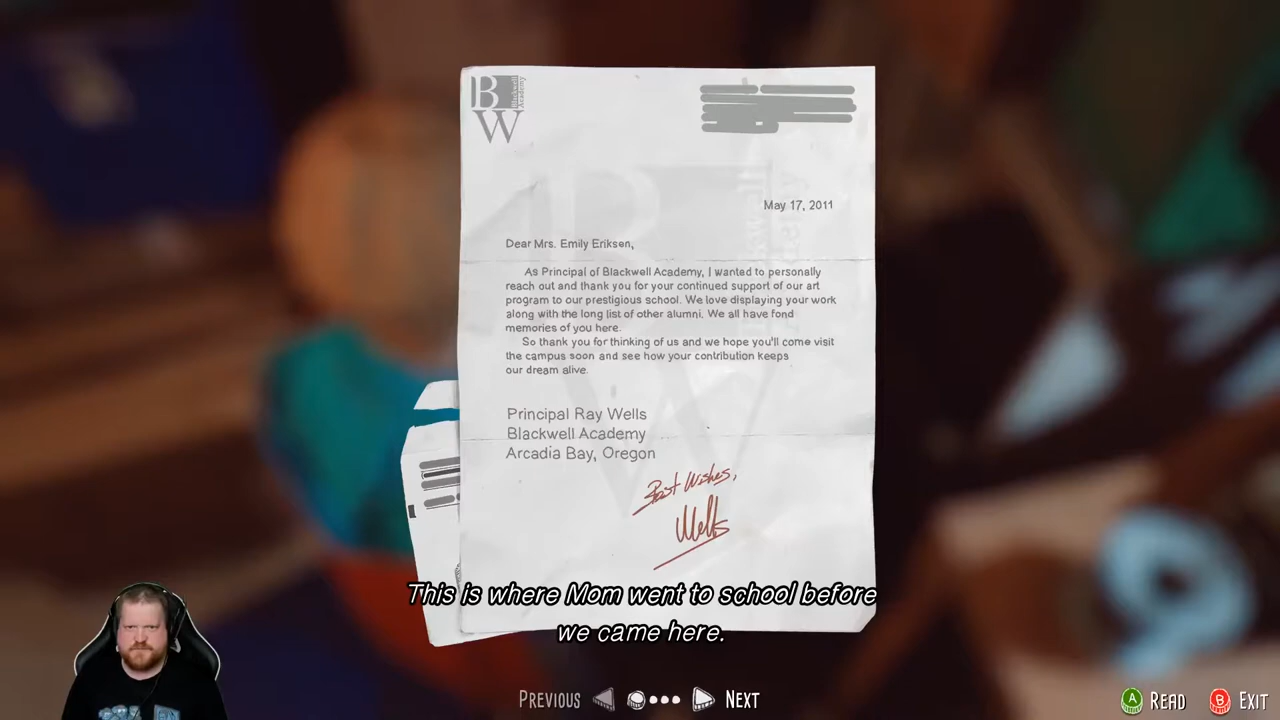 BW
Blackwell Academy
May 17, 2011
Dear Mrs. Emily Eriksen,
As Principal of Blackwell Academy, I wanted to personally
reach out and thank you for your continued support of our art
program to our prestigious school. We love displaying your work
along with the long list of other alumni. We all have fond
memories of you here.
So thank you for thinking of us and we hope you'll come visit
the campus soon and see how your contribution keeps
our dream alive.
Principal Ray Wells
Blackwell Academy
Arcadia Bay, Oregon
Best Wishes,
Wells
This is where Mom went to school before
we came here.
PREVIOUS NEXT
A READ B EXIT